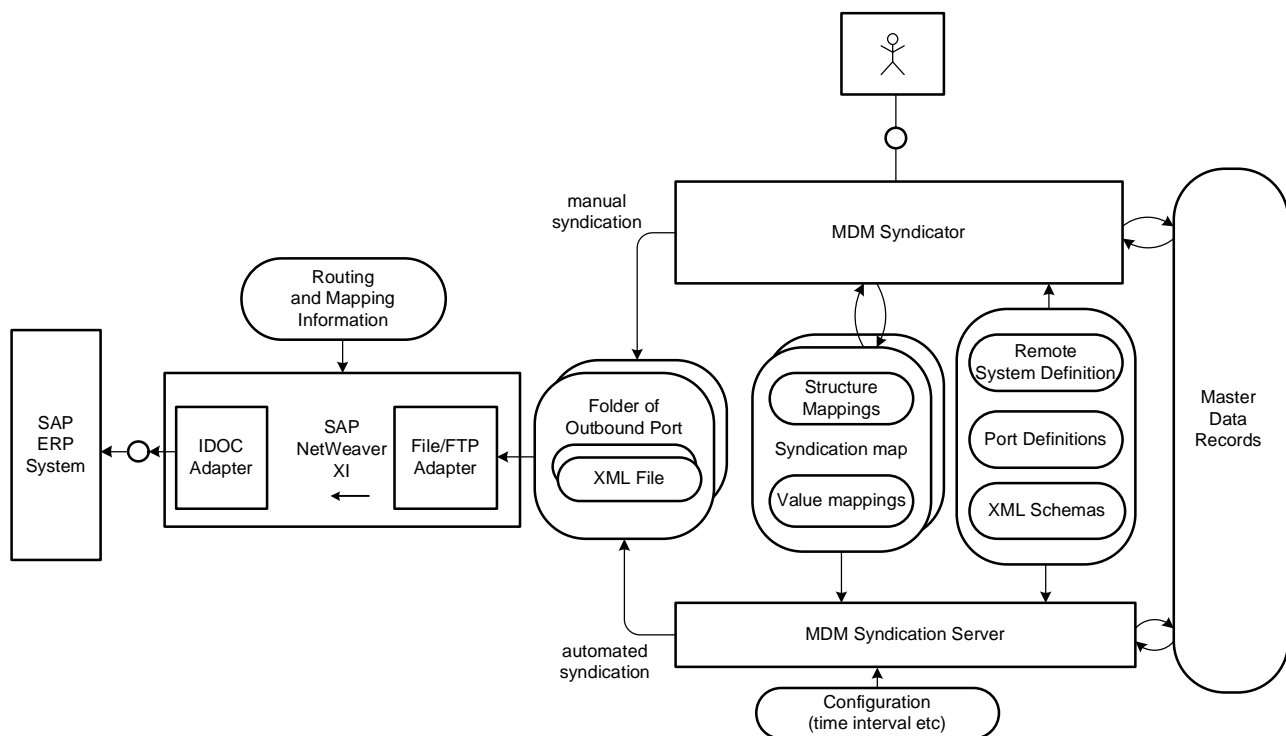 manual
syndication
MDM Syndicator
Routing
and Mapping
Information
Remote
System Definition
Structure
Mappings
Master
Data
Records
Folder of
Outbound Port
SAP
ERP
System
IDOC
Adapter
SAP
NetWeaver
XI
File/FTP
Adapter
Syndication map
Port Definitions
XML File
Value mappings
XML Schemas
MDM Syndication Server
automated
syndication
Configuration
(time interval etc)